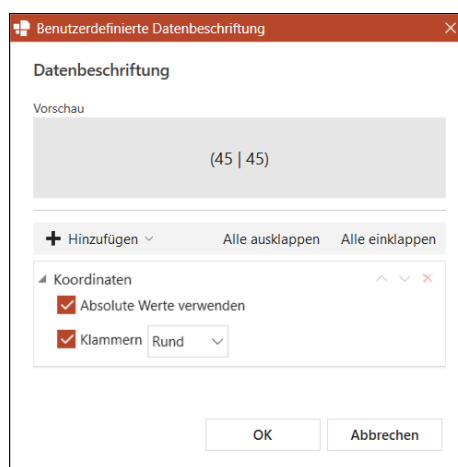 Benutzerdefinierte Datenbeschriftung
Datenbeschriftung
Vorschau
(45 | 45)
Hinzufügen Alle ausklappen Alle einklappen
Koordinaten
Absolute Werte verwenden
Klammern Rund
OK Abbrechen